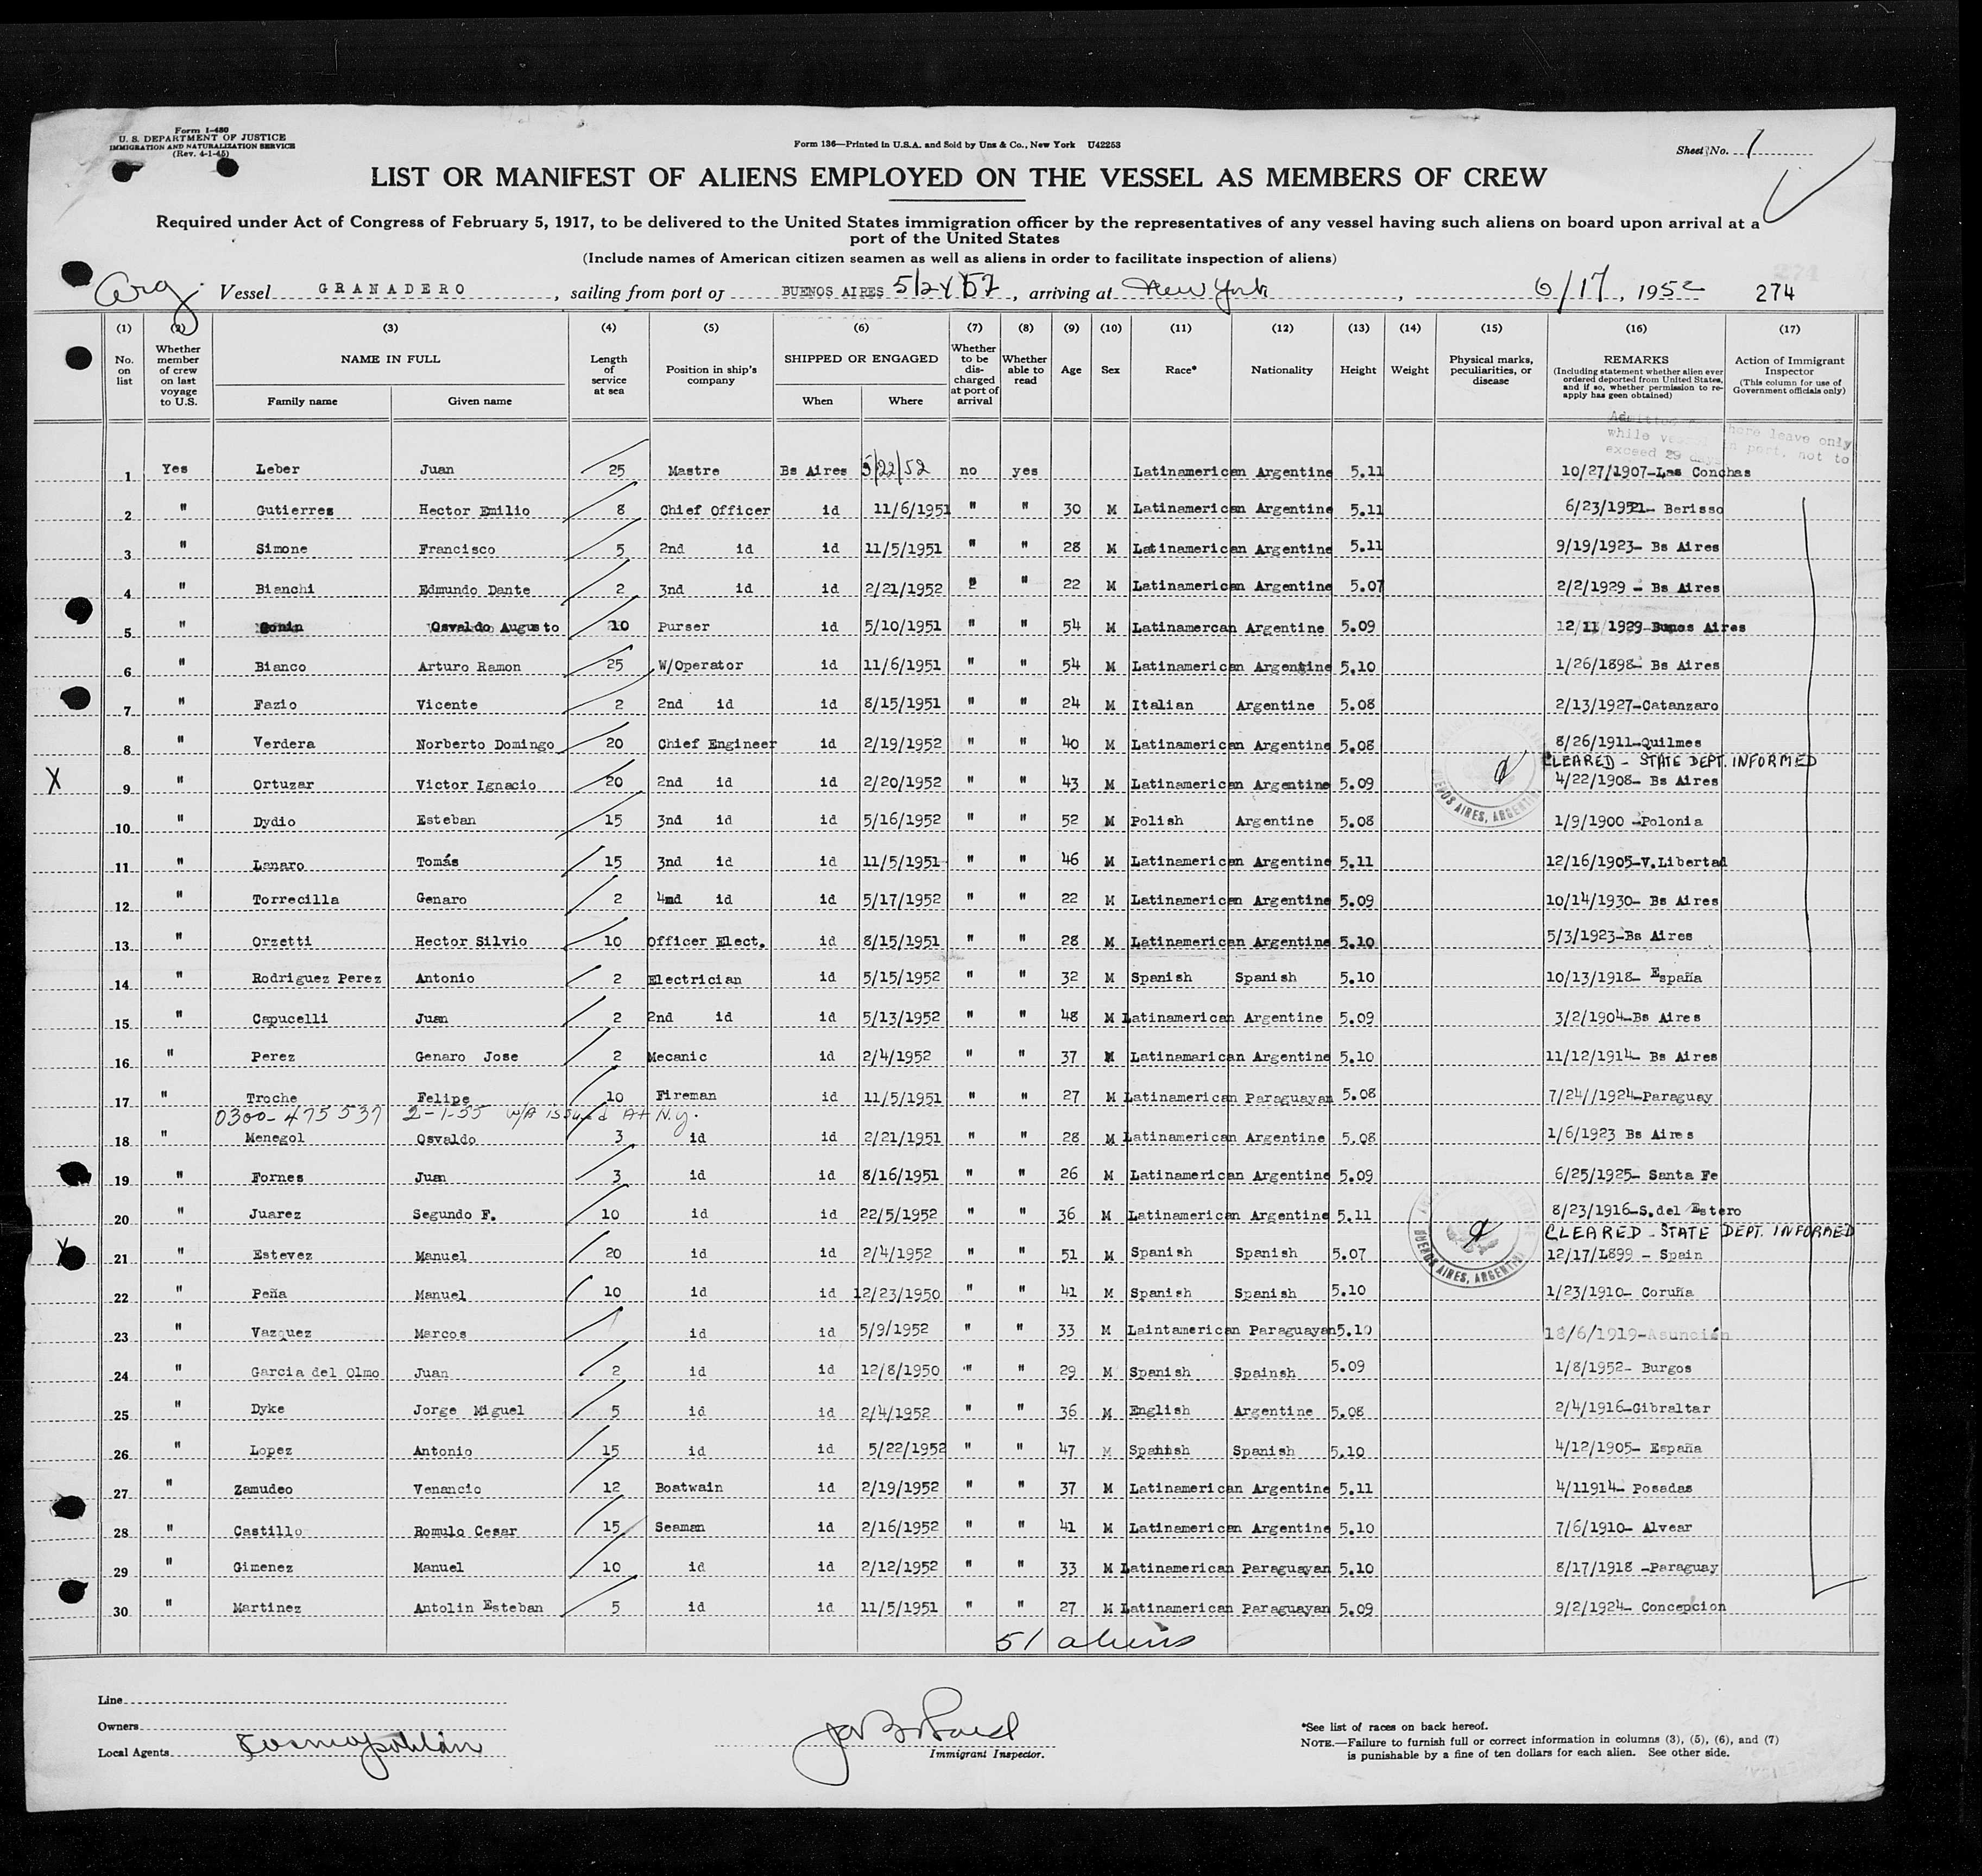 Form I-480
U. S. DEPARTMENT OF JUSTICE
IMMIGRATION AND NATURALIZATION SERVICE
(Rev. 4-1-45)
Form 136—Printed in U.S.A. and Sold by Unz & Co., New York U42253
Sheet No. 1
LIST OR MANIFEST OF ALIENS EMPLOYED ON THE VESSEL AS MEMBERS OF CREW
Required under Act of Congress of February 5, 1917, to be delivered to the United States immigration officer by the representatives of any vessel having such aliens on board upon arrival at a
port of the United States
(Include names of American citizen seamen as well as aliens in order to facilitate inspection of aliens)
Arg. Vessel GRANADERO, sailing from port of BUENOS AIRES 5/24/52, arriving at New York, 6/17, 1952 274
(1) (2) (3) (4) (5) (6) (7) (8) (9) (10) (11) (12) (13) (14) (15) (16) (17)
No. on list
Whether member of crew on last voyage to U.S.
NAME IN FULL
Family name Given name
Length of service at sea
Position in ship's company
SHIPPED OR ENGAGED
When Where
Whether to be discharged at port of arrival
Whether able to read
Age Sex Race* Nationality Height Weight
Physical marks, peculiarities, or disease
REMARKS
(Including statement whether alien ever ordered deported from United States, and if so, whether permission to re-apply has geen obtained)
Action of Immigrant Inspector
(This column for use of Government officials only)
while in port, not to
exceed 29 days
1 Yes Leber Juan 25 Mastre Bs Aires 5/22/52 no yes Latinamerican Argentine 5.11 10/27/1907-Las Conchas
2 " Gutierres Hector Emilio 8 Chief Officer id 11/6/1951 " " 30 M Latinamerican Argentine 5.11 6/23/1921- Berisso
3 " Simone Francisco 5 2nd id id 11/5/1951 " " 28 M Latinamerican Argentine 5.11 9/19/1923- Bs Aires
4 " Bianchi Edmundo Dante 2 3nd id id 2/21/1952 " " 22 M Latinamerican Argentine 5.07 2/2/1929 - Bs Aires
5 " Osvaldo Augusto 10 Purser id 5/10/1951 " " 54 M Latinamercan Argentine 5.09 12/11 1929-Buenos Aires
6 " Bianco Arturo Ramon 25 W/Operator id 11/6/1951 " " 54 M Latinamerican Argentine 5.10 1/26/1898- Bs Aires
7 " Fazio Vicente 2 2nd id id 8/15/1951 " " 24 M Italian Argentine 5.08 2/13/1927-Catanzaro
8 " Verdera Norberto Domingo 20 Chief Engineer id 2/19/1952 " " 40 M Latinamerican Argentine 5.08 8/26/1911-Quilmes
CLEARED - STATE DEPT. INFORMED
X 9 " Ortuzar Victor Ignacio 20 2nd id id 2/20/1952 " " 43 M Latinamerican Argentine 5.09 4/22/1908- Bs Aires
BUENOS AIRES, ARGENTINA
10 " Dydio Esteban 15 3nd id id 5/16/1952 " " 52 M Polish Argentine 5.08 1/9/1900 -Polonia
11 " Lanaro Tomás 15 3nd id id 11/5/1951 " " 46 M Latinamerican Argentine 5.11 12/16/1905-V.Libertad
12 " Torrecilla Genaro 2 4nd id id 5/17/1952 " " 22 M Latinamerican Argentine 5.09 10/14/1930- Bs Aires
13 " Orzetti Hector Silvio 10 Officer Elect. id 8/15/1951 " " 28 M Latinamerican Argentine 5.10 5/3/1923-Bs Aires
14 " Rodriguez Perez Antonio 2 Electrician id 5/15/1952 " " 32 M Spanish Spanish 5.10 10/13/1918- España
15 " Capucelli Juan 2 2nd id id 5/13/1952 " " 48 M Latinamerican Argentine 5.09 3/2/1904-Bs Aires
16 " Perez Genaro Jose 2 Mecanic id 2/4/1952 " " 37 M Latinamarican Argentine 5.10 11/12/1914- Bs Aires
17 " Troche Felipe 10 Fireman id 11/5/1951 " " 27 M Latinamerican Paraguayan 5.08 7/24//1924-Paraguay
0300-475537 2-1-55 W/A issued At N.y.
18 " Menegol Osvaldo 3 id id 2/21/1951 " " 28 M Latinamerican Argentine 5.08 1/6/1923 Bs Aires
19 " Fornes Juan 3 id id 8/16/1951 " " 26 M Latinamerican Argentine 5.09 6/25/1925- Santa Fe
20 " Juarez Segundo F. 10 id id 22/5/1952 " " 36 M Latinamerican Argentine 5.11 8/23/1916-S.del Estero
CLEARED - STATE DEPT. INFORMED
X 21 " Estevez Manuel 20 id id 2/4/1952 " " 51 M Spanish Spanish 5.07 12/17/1899 - Spain
BUENOS AIRES, ARGENTINA
22 " Peña Manuel 10 id id 12/23/1950 " " 41 M Spanish Spanish 5.10 1/23/1910- Coruña
23 " Vazquez Marcos id id 5/9/1952 " " 33 M Laintamerican Paraguayan 5.10 18/6/1919-Asunción
24 " Garcia del Olmo Juan 2 id id 12/8/1950 " " 29 M Spanish Spainsh 5.09 1/8/1952- Burgos
25 " Dyke Jorge Miguel 5 id id 2/4/1952 " " 36 M English Argentine 5.08 2/4/1916-Gibraltar
26 " Lopez Antonio 15 id id 5/22/1952 " " 47 M Spanish Spanish 5.10 4/12/1905- España
27 " Zamudeo Venancio 12 Boatwain id 2/19/1952 " " 37 M Latinamerican Argentine 5.11 4/11914- Posadas
28 " Castillo Romulo Cesar 15 Seaman id 2/16/1952 " " 41 M Latinamerican Argentine 5.10 7/6/1910- Alvear
29 " Gimenez Manuel 10 id id 2/12/1952 " " 33 M Latinamerican Paraguayan 5.10 8/17/1918 -Paraguay
30 " Martinez Antolin Esteban 5 id id 11/5/1951 " " 27 M Latinamerican Paraguayan 5.09 9/2/1924- Concepcion
51 aliens
Line
Owners
Local Agents Cosmopolitan
Immigrant Inspector.
*See list of races on back hereof.
NOTE.—Failure to furnish full or correct information in columns (3), (5), (6), and (7)
is punishable by a fine of ten dollars for each alien. See other side.